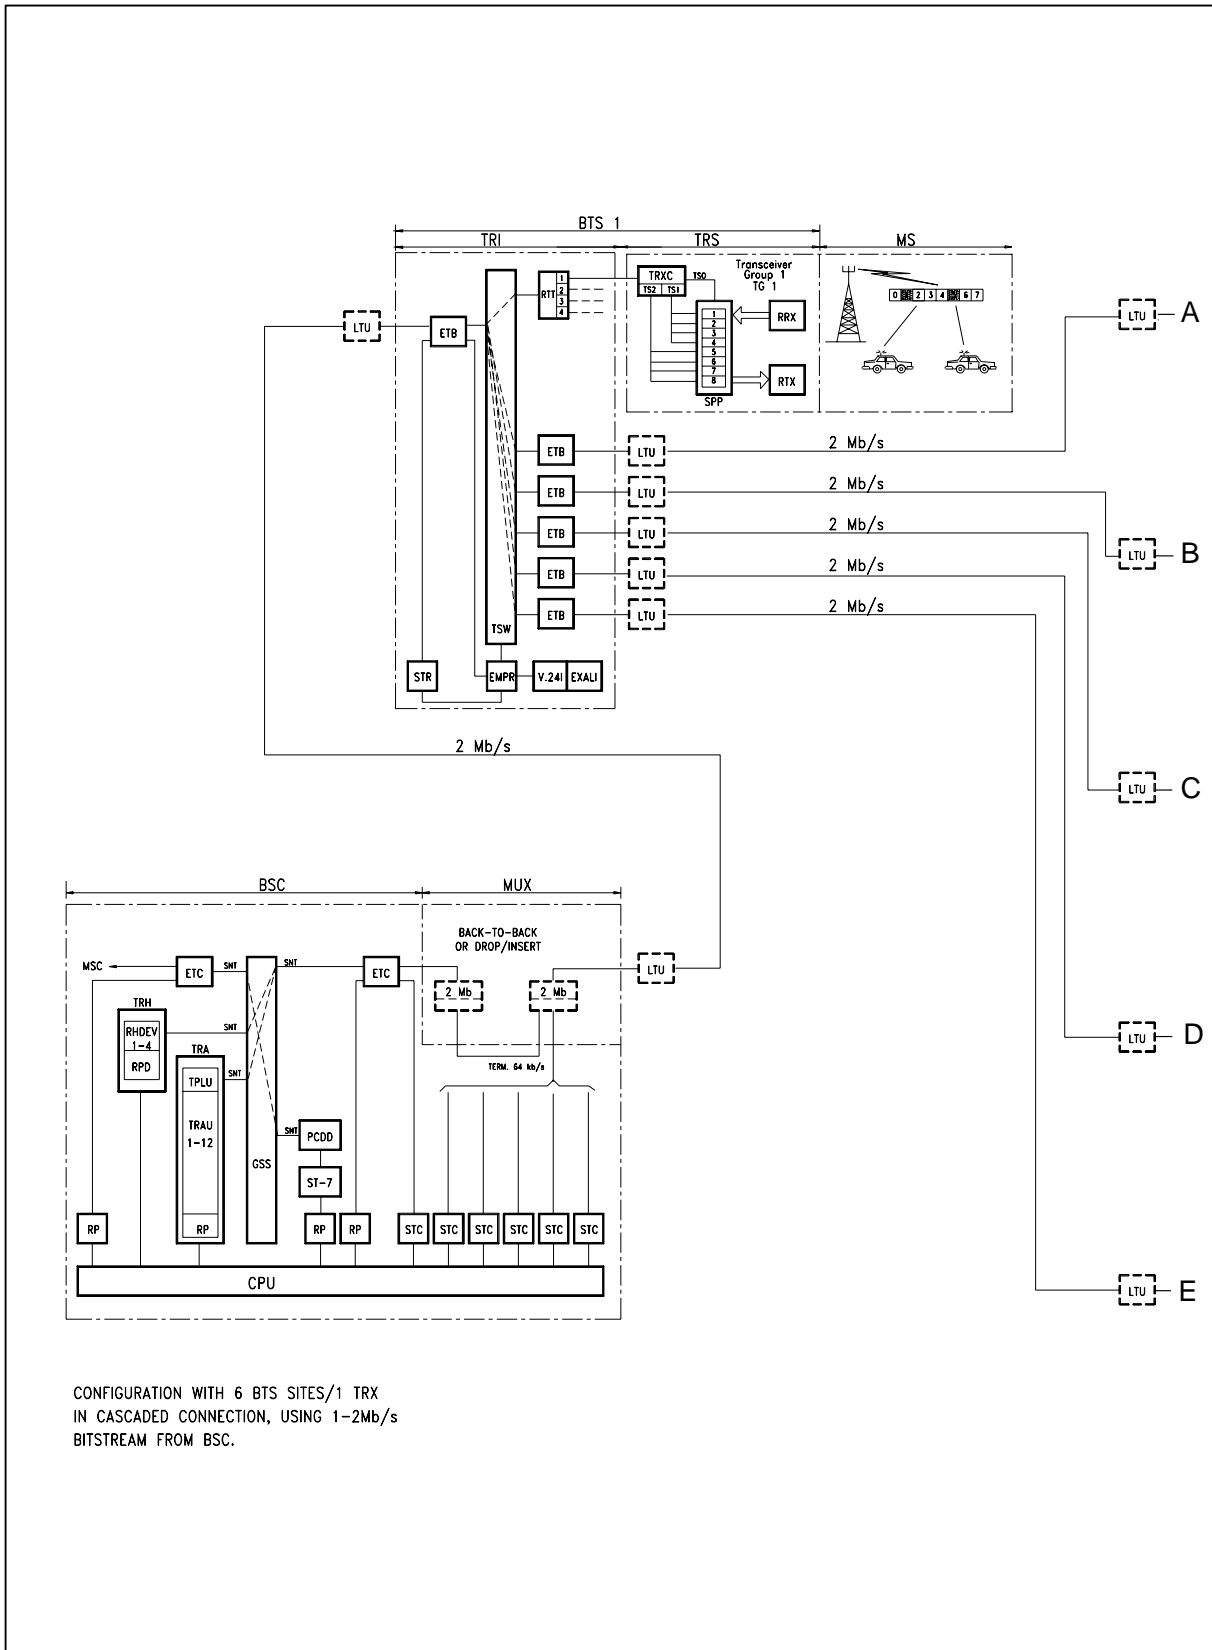 BTS 1
TRI
TRS
MS
1
2
3
4
RTT
TRXC
TS2
TS1
TS0
Transceiver
Group 1
TG 1
1
2
3
4
5
6
7
8
SPP
RRX
RTX
0 2 3 4 6 7
LTU
ETB
LTU A
ETB LTU 2 Mb/s
ETB LTU 2 Mb/s
ETB LTU 2 Mb/s
LTU B
ETB LTU 2 Mb/s
ETB LTU 2 Mb/s
TSW
STR EMPR V.24I EXALI
2 Mb/s
LTU C
BSC
MUX
BACK-TO-BACK
OR DROP/INSERT
MSC
ETC
SNT
SNT
ETC
LTU
2 Mb
2 Mb
TRH
RHDEV
1-4
RPD
SNT
TRA
TPLU
SNT
TRAU
1-12
RP
GSS
SNT
PCDD
ST-7
TERM. 64 kb/s
LTU D
RP
RP
RP
STC
STC
STC
STC
STC
STC
CPU
LTU E
CONFIGURATION WITH 6 BTS SITES/1 TRX
IN CASCADED CONNECTION, USING 1-2Mb/s
BITSTREAM FROM BSC.